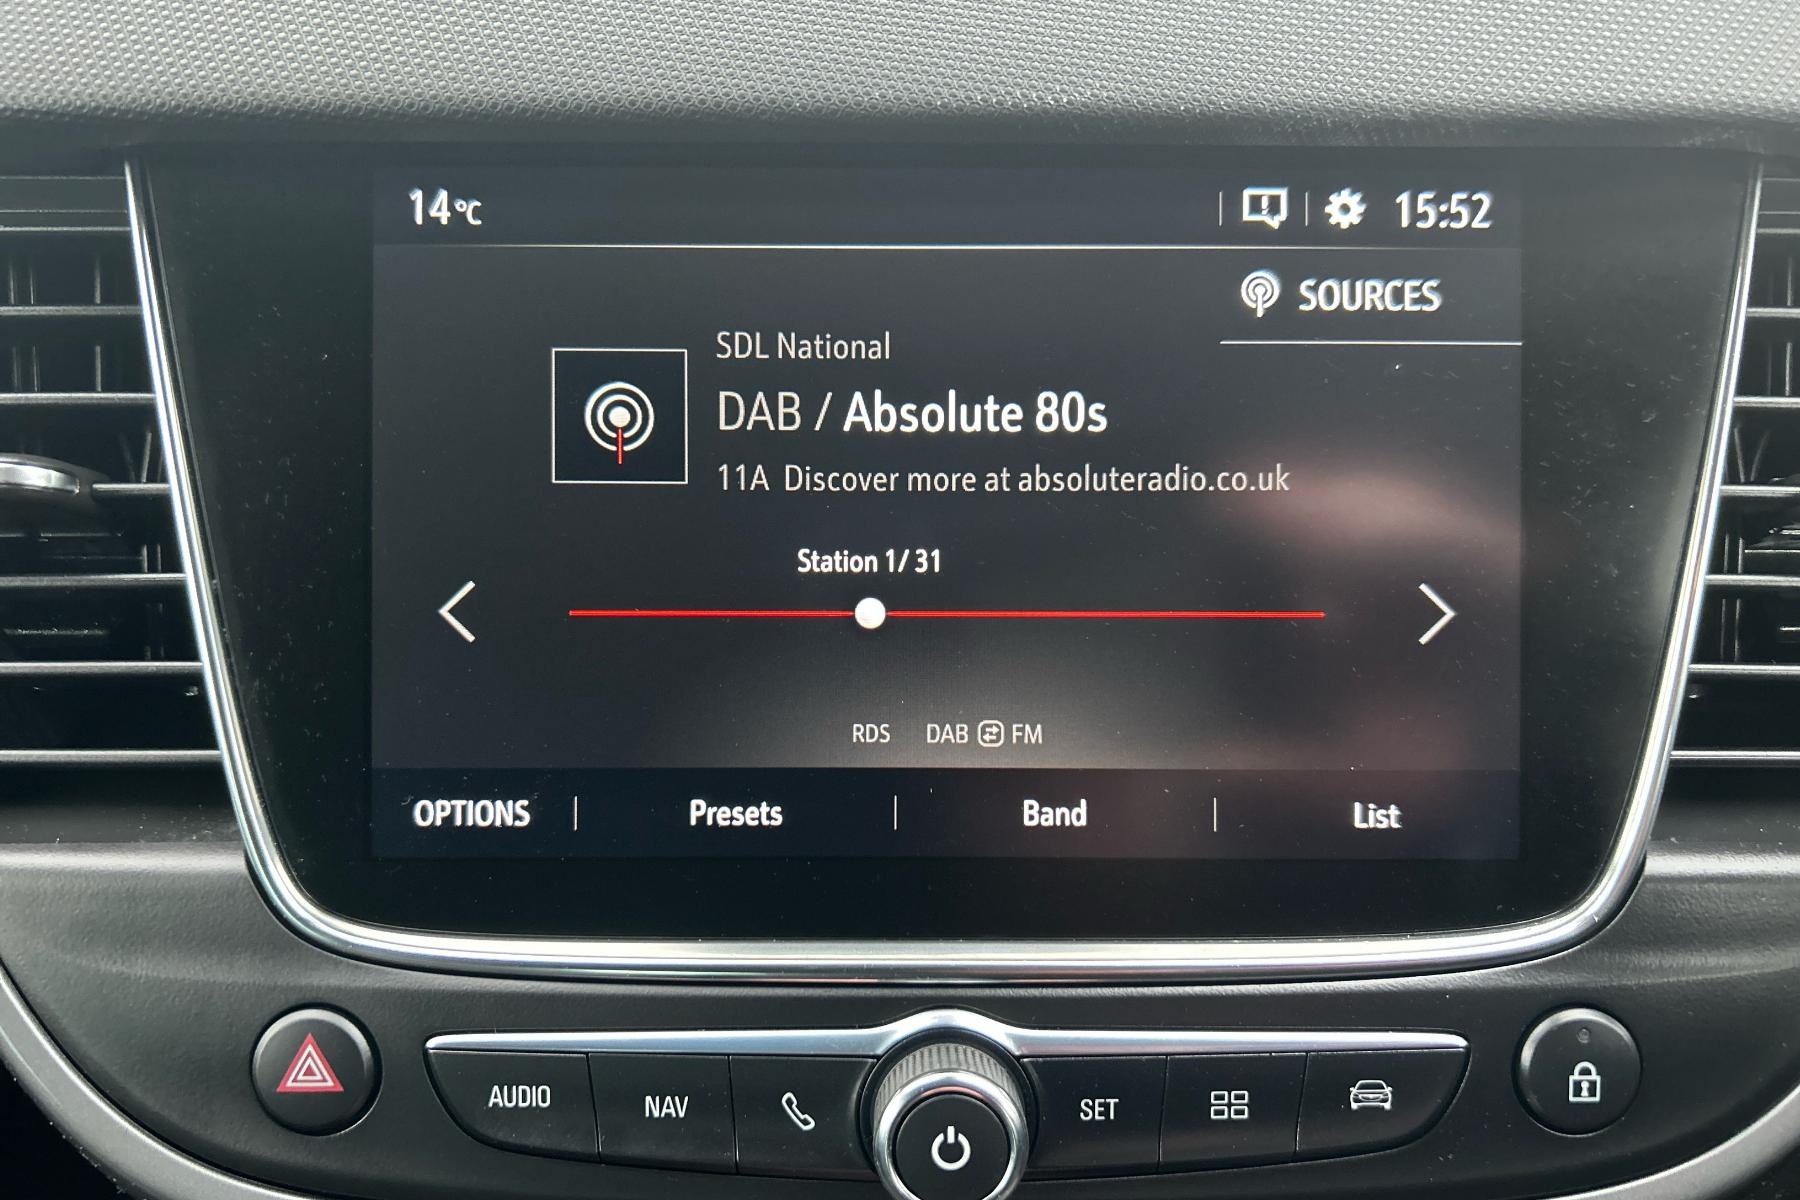 14°C 15:52
SOURCES
SDL National
DAB / Absolute 80s
11A Discover more at absoluteradio.co.uk
Station 1/ 31
RDS DAB FM
OPTIONS Presets Band List
AUDIO NAV SET